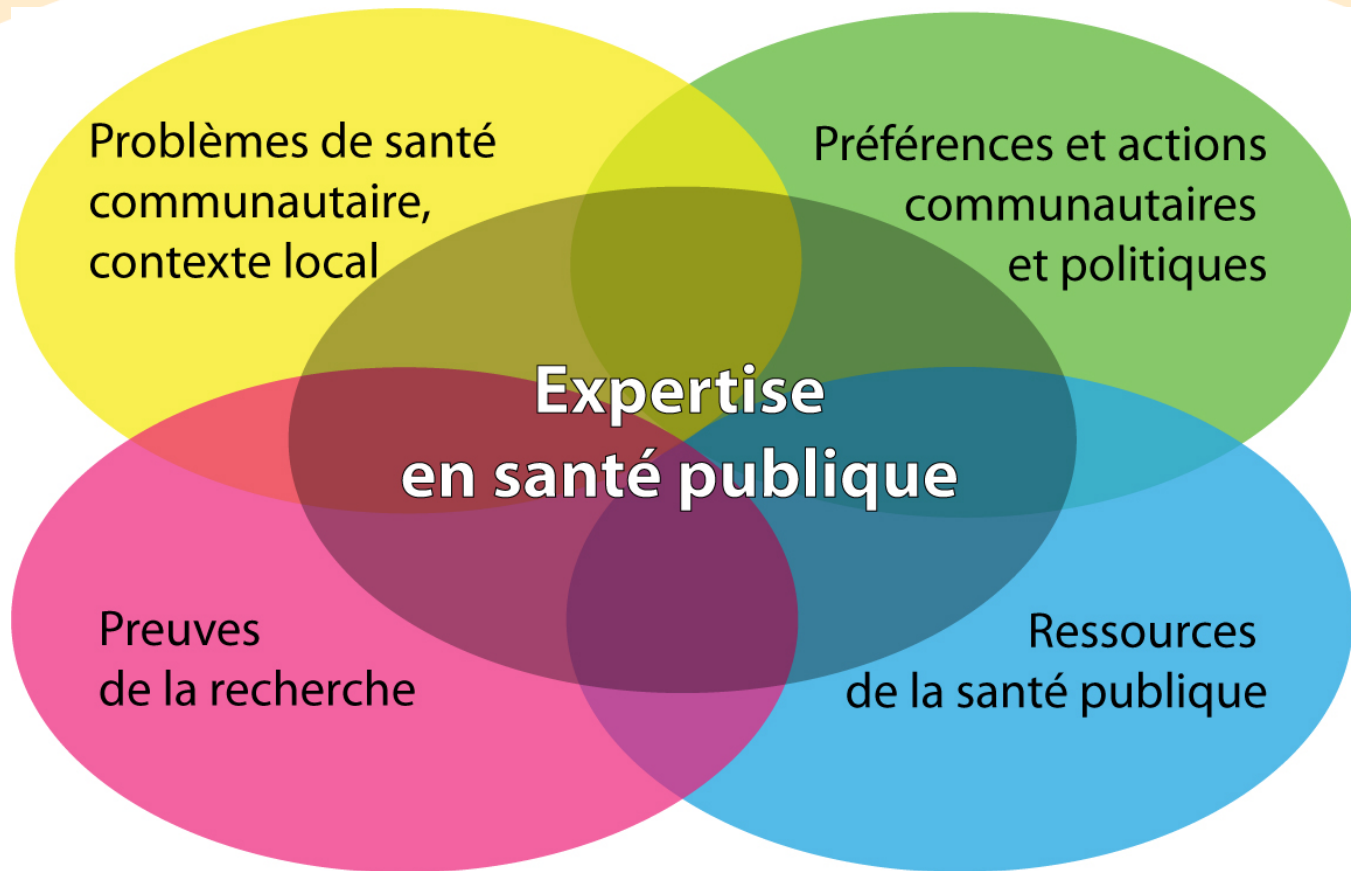 Problèmes de santé
communautaire,
contexte local
Préférences et actions
communautaires
et politiques
Expertise
en santé publique
Preuves
de la recherche
Ressources
de la santé publique